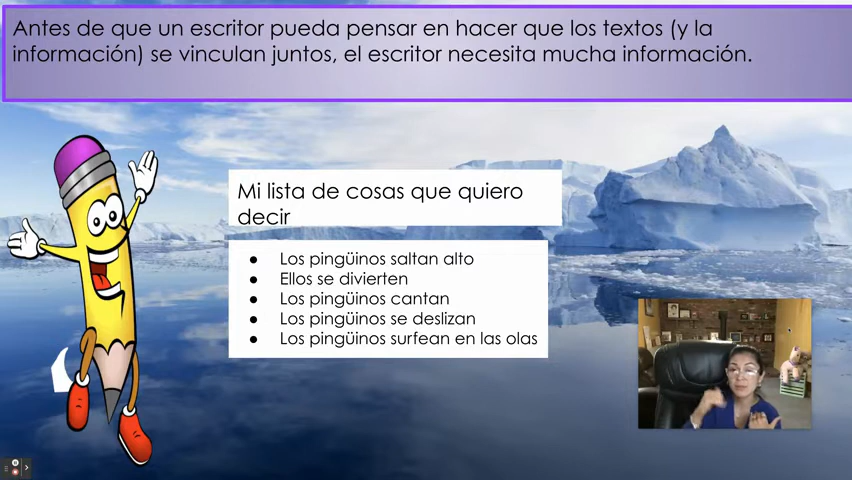 Antes de que un escritor pueda pensar en hacer que los textos (y la
información) se vinculan juntos, el escritor necesita mucha información.
Mi lista de cosas que quiero
decir
● Los pingüinos saltan alto
● Ellos se divierten
● Los pingüinos cantan
● Los pingüinos se deslizan
● Los pingüinos surfean en las olas